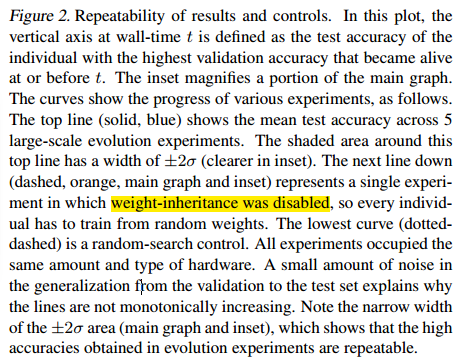 Figure 2. Repeatability of results and controls. In this plot, the
vertical axis at wall-time t is defined as the test accuracy of the
individual with the highest validation accuracy that became alive
at or before t. The inset magnifies a portion of the main graph.
The curves show the progress of various experiments, as follows.
The top line (solid, blue) shows the mean test accuracy across 5
large-scale evolution experiments. The shaded area around this
top line has a width of ±2σ (clearer in inset). The next line down
(dashed, orange, main graph and inset) represents a single experi-
ment in which weight-inheritance was disabled, so every individ-
ual has to train from random weights. The lowest curve (dotted-
dashed) is a random-search control. All experiments occupied the
same amount and type of hardware. A small amount of noise in
the generalization from the validation to the test set explains why
the lines are not monotonically increasing. Note the narrow width
of the ±2σ area (main graph and inset), which shows that the high
accuracies obtained in evolution experiments are repeatable.